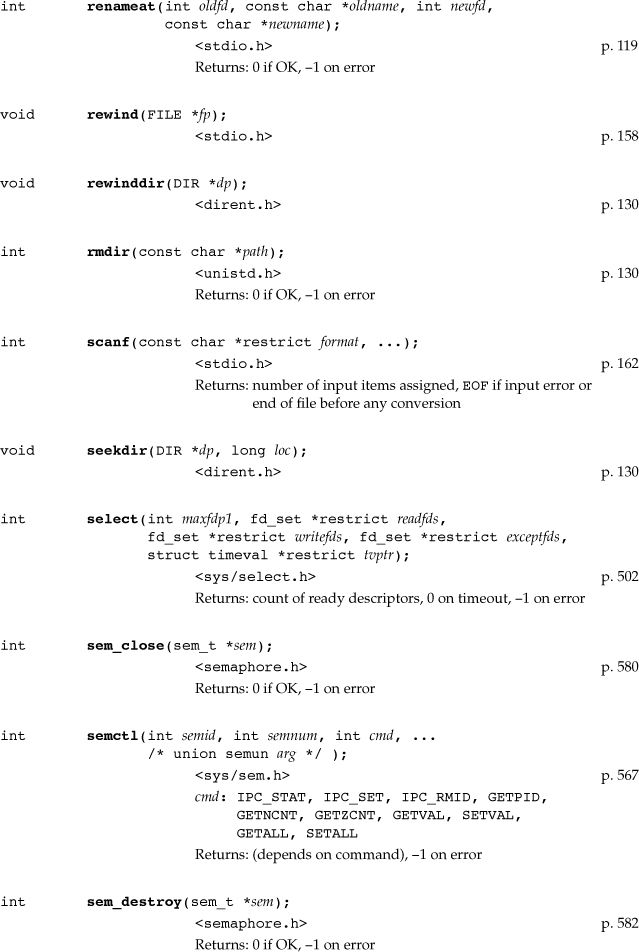 int renameat(int oldfd, const char *oldname, int newfd,
const char *newname);
<stdio.h> p. 119
Returns: 0 if OK, –1 on error
void rewind(FILE *fp);
<stdio.h> p. 158
void rewinddir(DIR *dp);
<dirent.h> p. 130
int rmdir(const char *path);
<unistd.h> p. 130
Returns: 0 if OK, –1 on error
int scanf(const char *restrict format, ...);
<stdio.h> p. 162
Returns: number of input items assigned, EOF if input error or
end of file before any conversion
void seekdir(DIR *dp, long loc);
<dirent.h> p. 130
int select(int maxfdp1, fd_set *restrict readfds,
fd_set *restrict writefds, fd_set *restrict exceptfds,
struct timeval *restrict tvptr);
<sys/select.h> p. 502
Returns: count of ready descriptors, 0 on timeout, –1 on error
int sem_close(sem_t *sem);
<semaphore.h> p. 580
Returns: 0 if OK, –1 on error
int semctl(int semid, int semnum, int cmd, ...
/* union semun arg */ );
<sys/sem.h> p. 567
cmd: IPC_STAT, IPC_SET, IPC_RMID, GETPID,
GETNCNT, GETZCNT, GETVAL, SETVAL,
GETALL, SETALL
Returns: (depends on command), –1 on error
int sem_destroy(sem_t *sem);
<semaphore.h> p. 582
Returns: 0 if OK, –1 on error